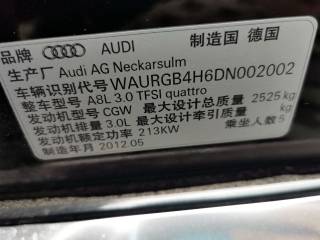 品牌 AUDI 制造国 德国
生产厂 Audi AG Neckarsulm
车辆识别代号 WAURGB4H6DN002002
整车型号 A8L 3.0 TFSI quattro
发动机型号 CGW 最大设计总质量 2525 kg
发动机排量 3.0L 最大设计牵引质量 kg
发动机额定功率 213KW 乘坐人数 5
制造年月 2012.05